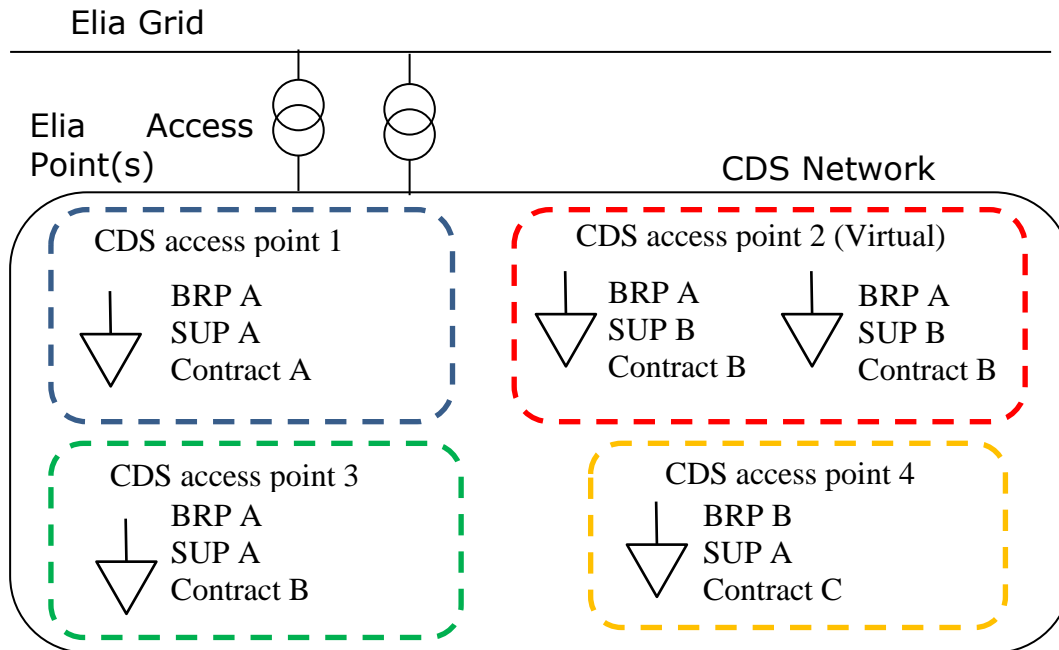 Elia Grid
Elia Access
Point(s)
CDS Network
CDS access point 1
BRP A
SUP A
Contract A
CDS access point 2 (Virtual)
BRP A
SUP B
Contract B
BRP A
SUP B
Contract B
CDS access point 3
BRP A
SUP A
Contract B
CDS access point 4
BRP B
SUP A
Contract C